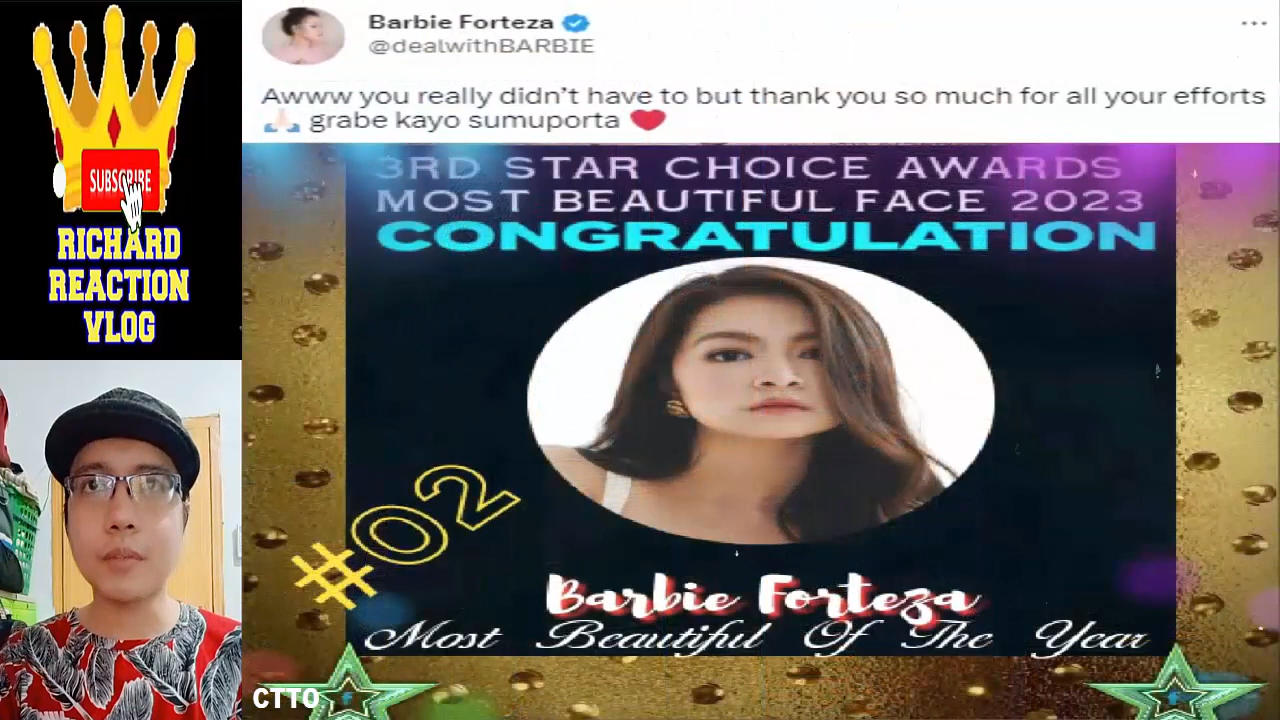 SUBSCRIBE
RICHARD
REACTION
VLOG
Barbie Forteza
@dealwithBARBIE
Awww you really didn't have to but thank you so much for all your efforts
🙏🏻 grabe kayo sumuporta ❤️
3RD STAR CHOICE AWARDS
MOST BEAUTIFUL FACE 2023
CONGRATULATION
#02
Barbie Forteza
Most Beautiful Of The Year
CTTO